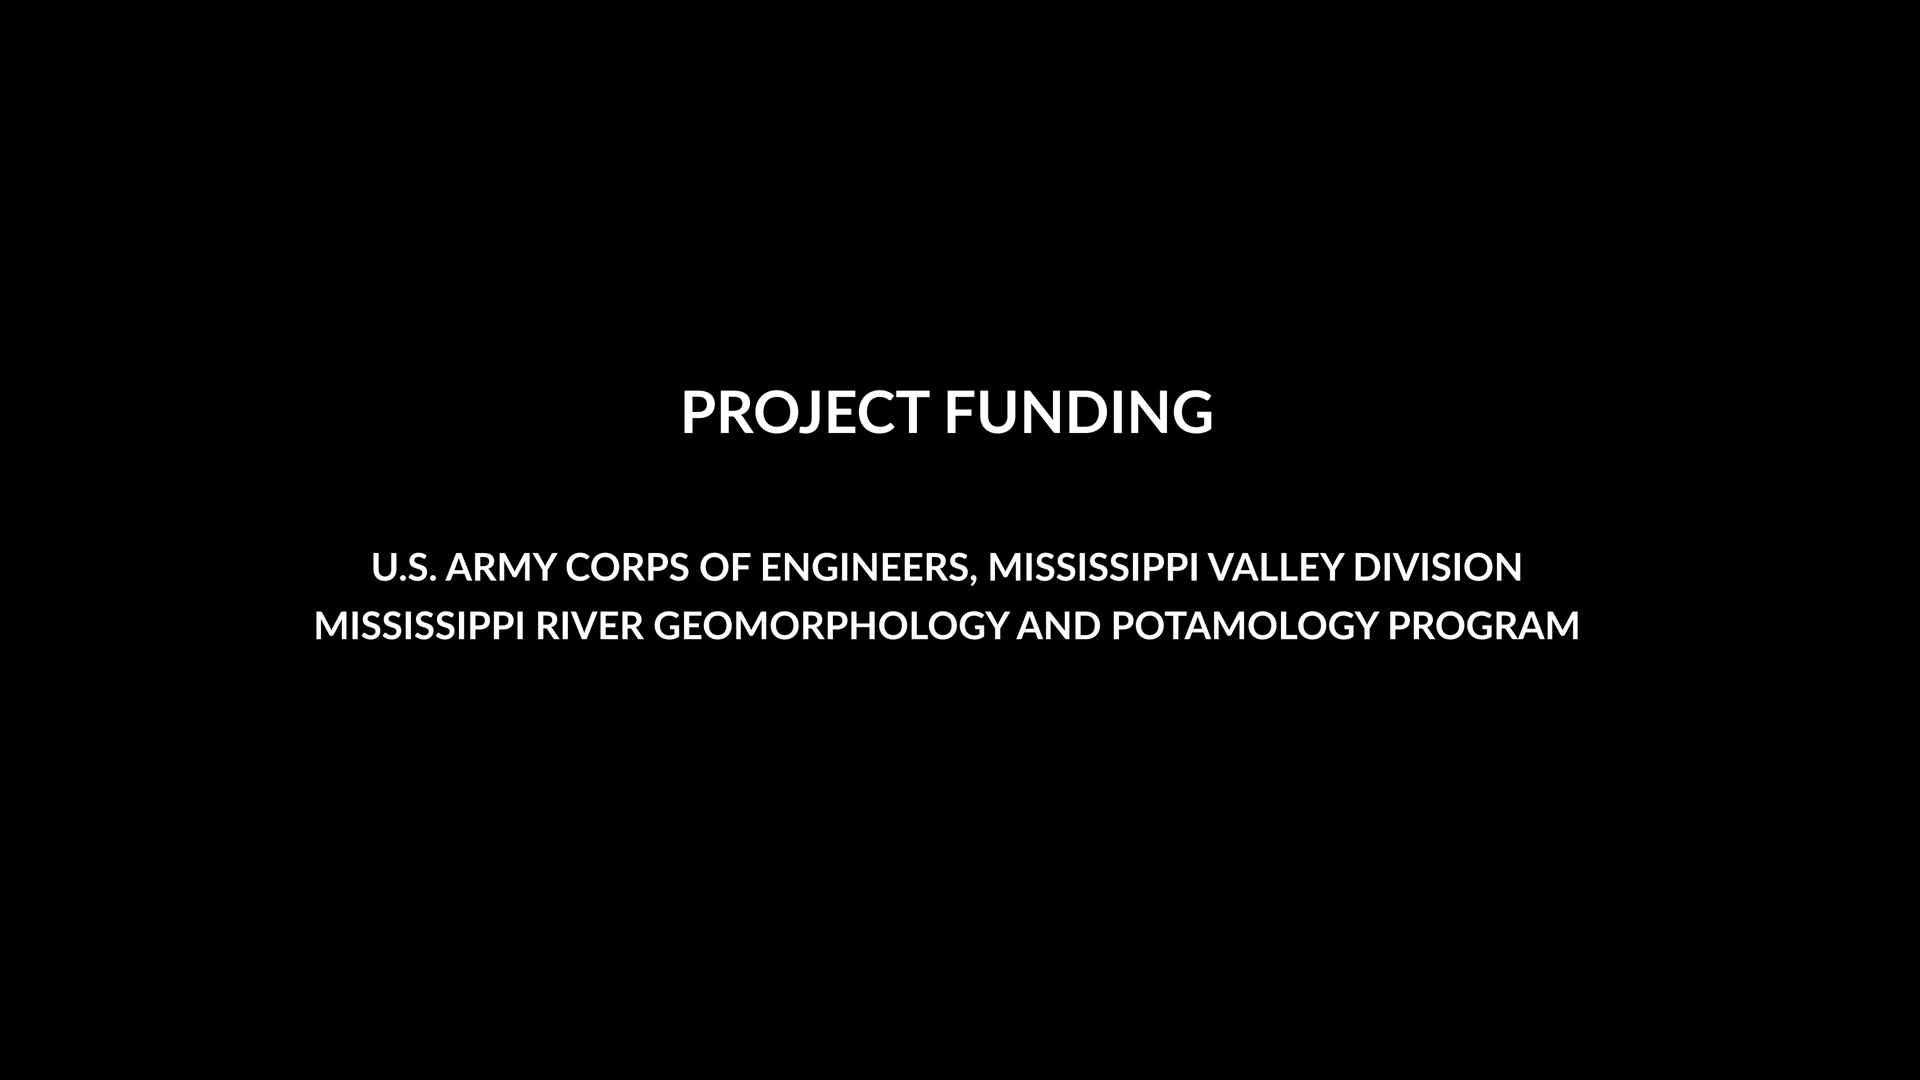 PROJECT FUNDING
U.S. ARMY CORPS OF ENGINEERS, MISSISSIPPI VALLEY DIVISION
MISSISSIPPI RIVER GEOMORPHOLOGY AND POTAMOLOGY PROGRAM